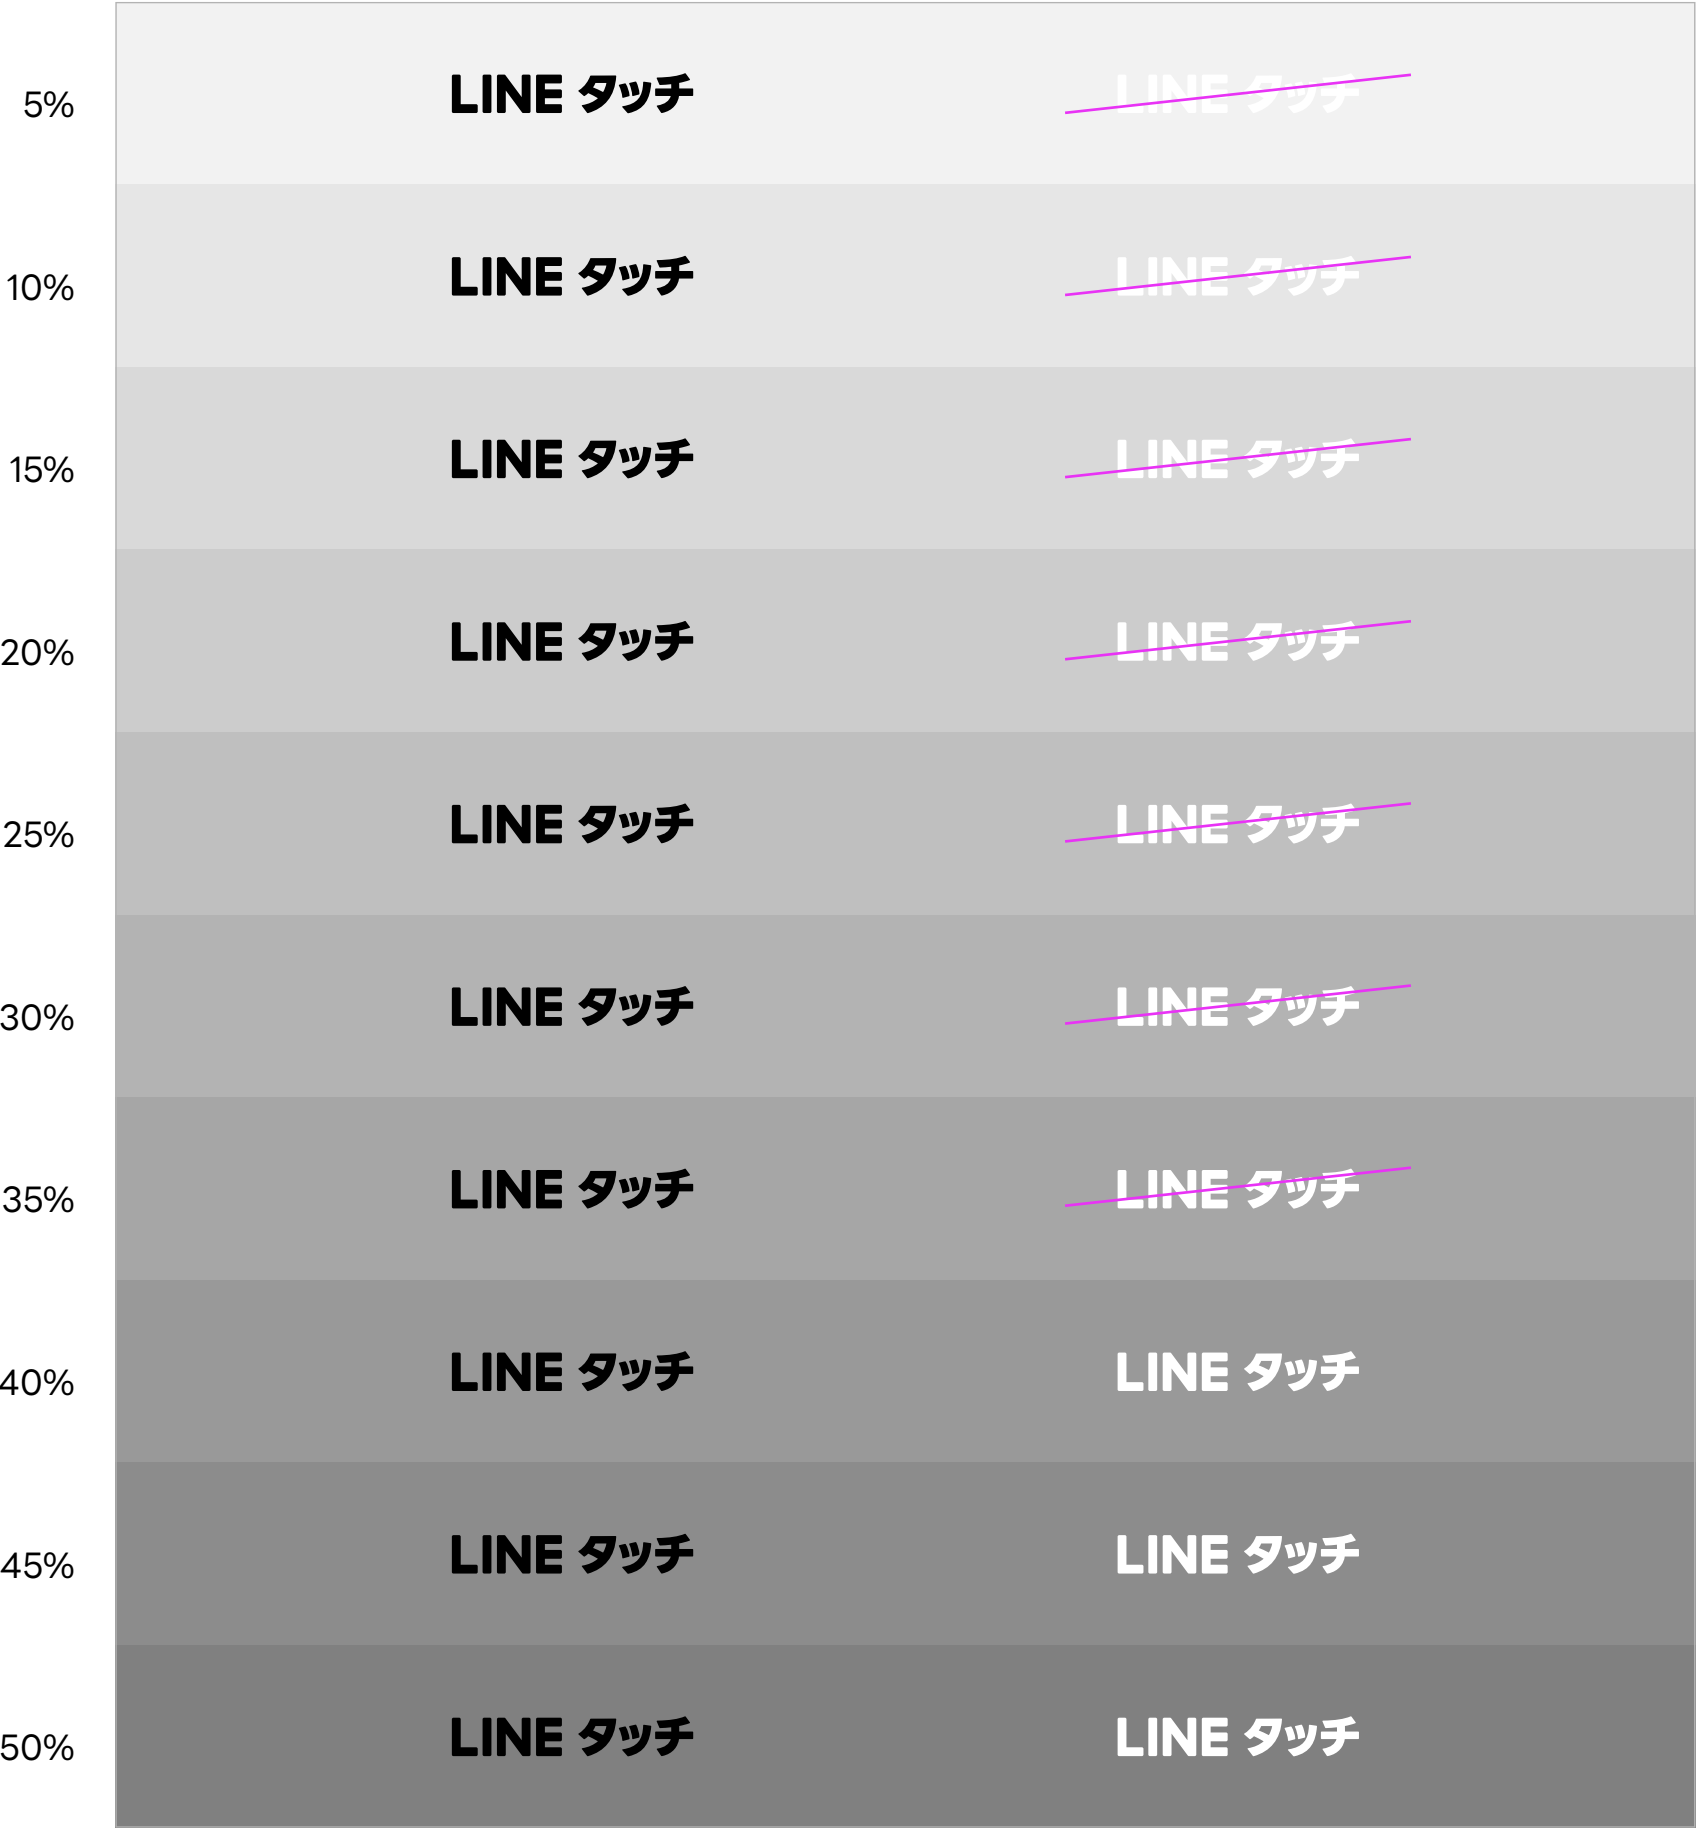 5% LINE タッチ LINE タッチ
10% LINE タッチ LINE タッチ
15% LINE タッチ LINE タッチ
20% LINE タッチ LINE タッチ
25% LINE タッチ LINE タッチ
30% LINE タッチ LINE タッチ
35% LINE タッチ LINE タッチ
40% LINE タッチ LINE タッチ
45% LINE タッチ LINE タッチ
50% LINE タッチ LINE タッチ